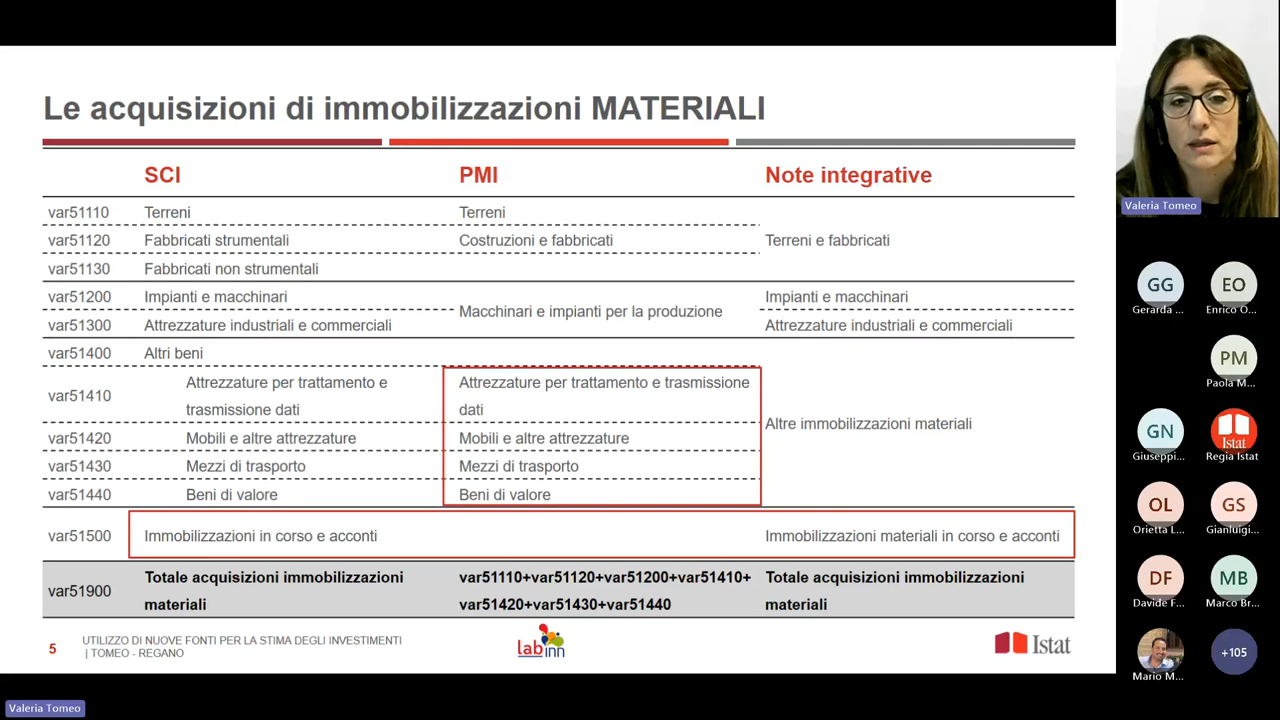 Le acquisizioni di immobilizzazioni MATERIALI
SCI PMI Note integrative
var51110 Terreni Terreni
var51120 Fabbricati strumentali Costruzioni e fabbricati Terreni e fabbricati
var51130 Fabbricati non strumentali
var51200 Impianti e macchinari Impianti e macchinari
Macchinari e impianti per la produzione
var51300 Attrezzature industriali e commerciali Attrezzature industriali e commerciali
var51400 Altri beni
var51410 Attrezzature per trattamento e
trasmissione dati
Attrezzature per trattamento e trasmissione
dati
Altre immobilizzazioni materiali
var51420 Mobili e altre attrezzature Mobili e altre attrezzature
var51430 Mezzi di trasporto Mezzi di trasporto
var51440 Beni di valore Beni di valore
var51500 Immobilizzazioni in corso e acconti Immobilizzazioni materiali in corso e acconti
var51900 Totale acquisizioni immobilizzazioni
materiali
var51110+var51120+var51200+var51410+
var51420+var51430+var51440
Totale acquisizioni immobilizzazioni
materiali
5 UTILIZZO DI NUOVE FONTI PER LA STIMA DEGLI INVESTIMENTI
| TOMEO - REGANO
labinn
Istat
Valeria Tomeo
Valeria Tomeo
GG EO
Gerarda ... Enrico O...
PM
Paola M...
GN Istat
Giuseppi... Regia Istat
OL GS
Orietta L... Gianluigi...
DF MB
Davide F... Marco Br...
+105
Mario M...